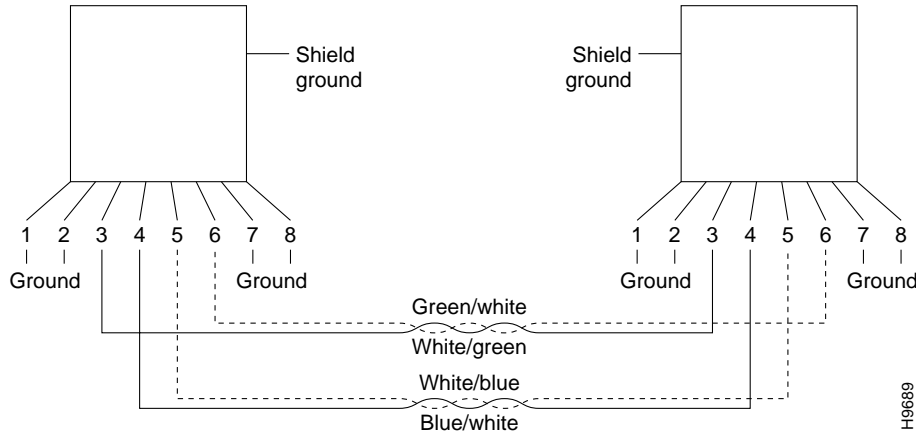 Shield
ground
Shield
ground
1 2 3 4 5 6 7 8
1 2 3 4 5 6 7 8
Ground Ground
Ground Ground
Green/white
White/green
White/blue
Blue/white
H9689